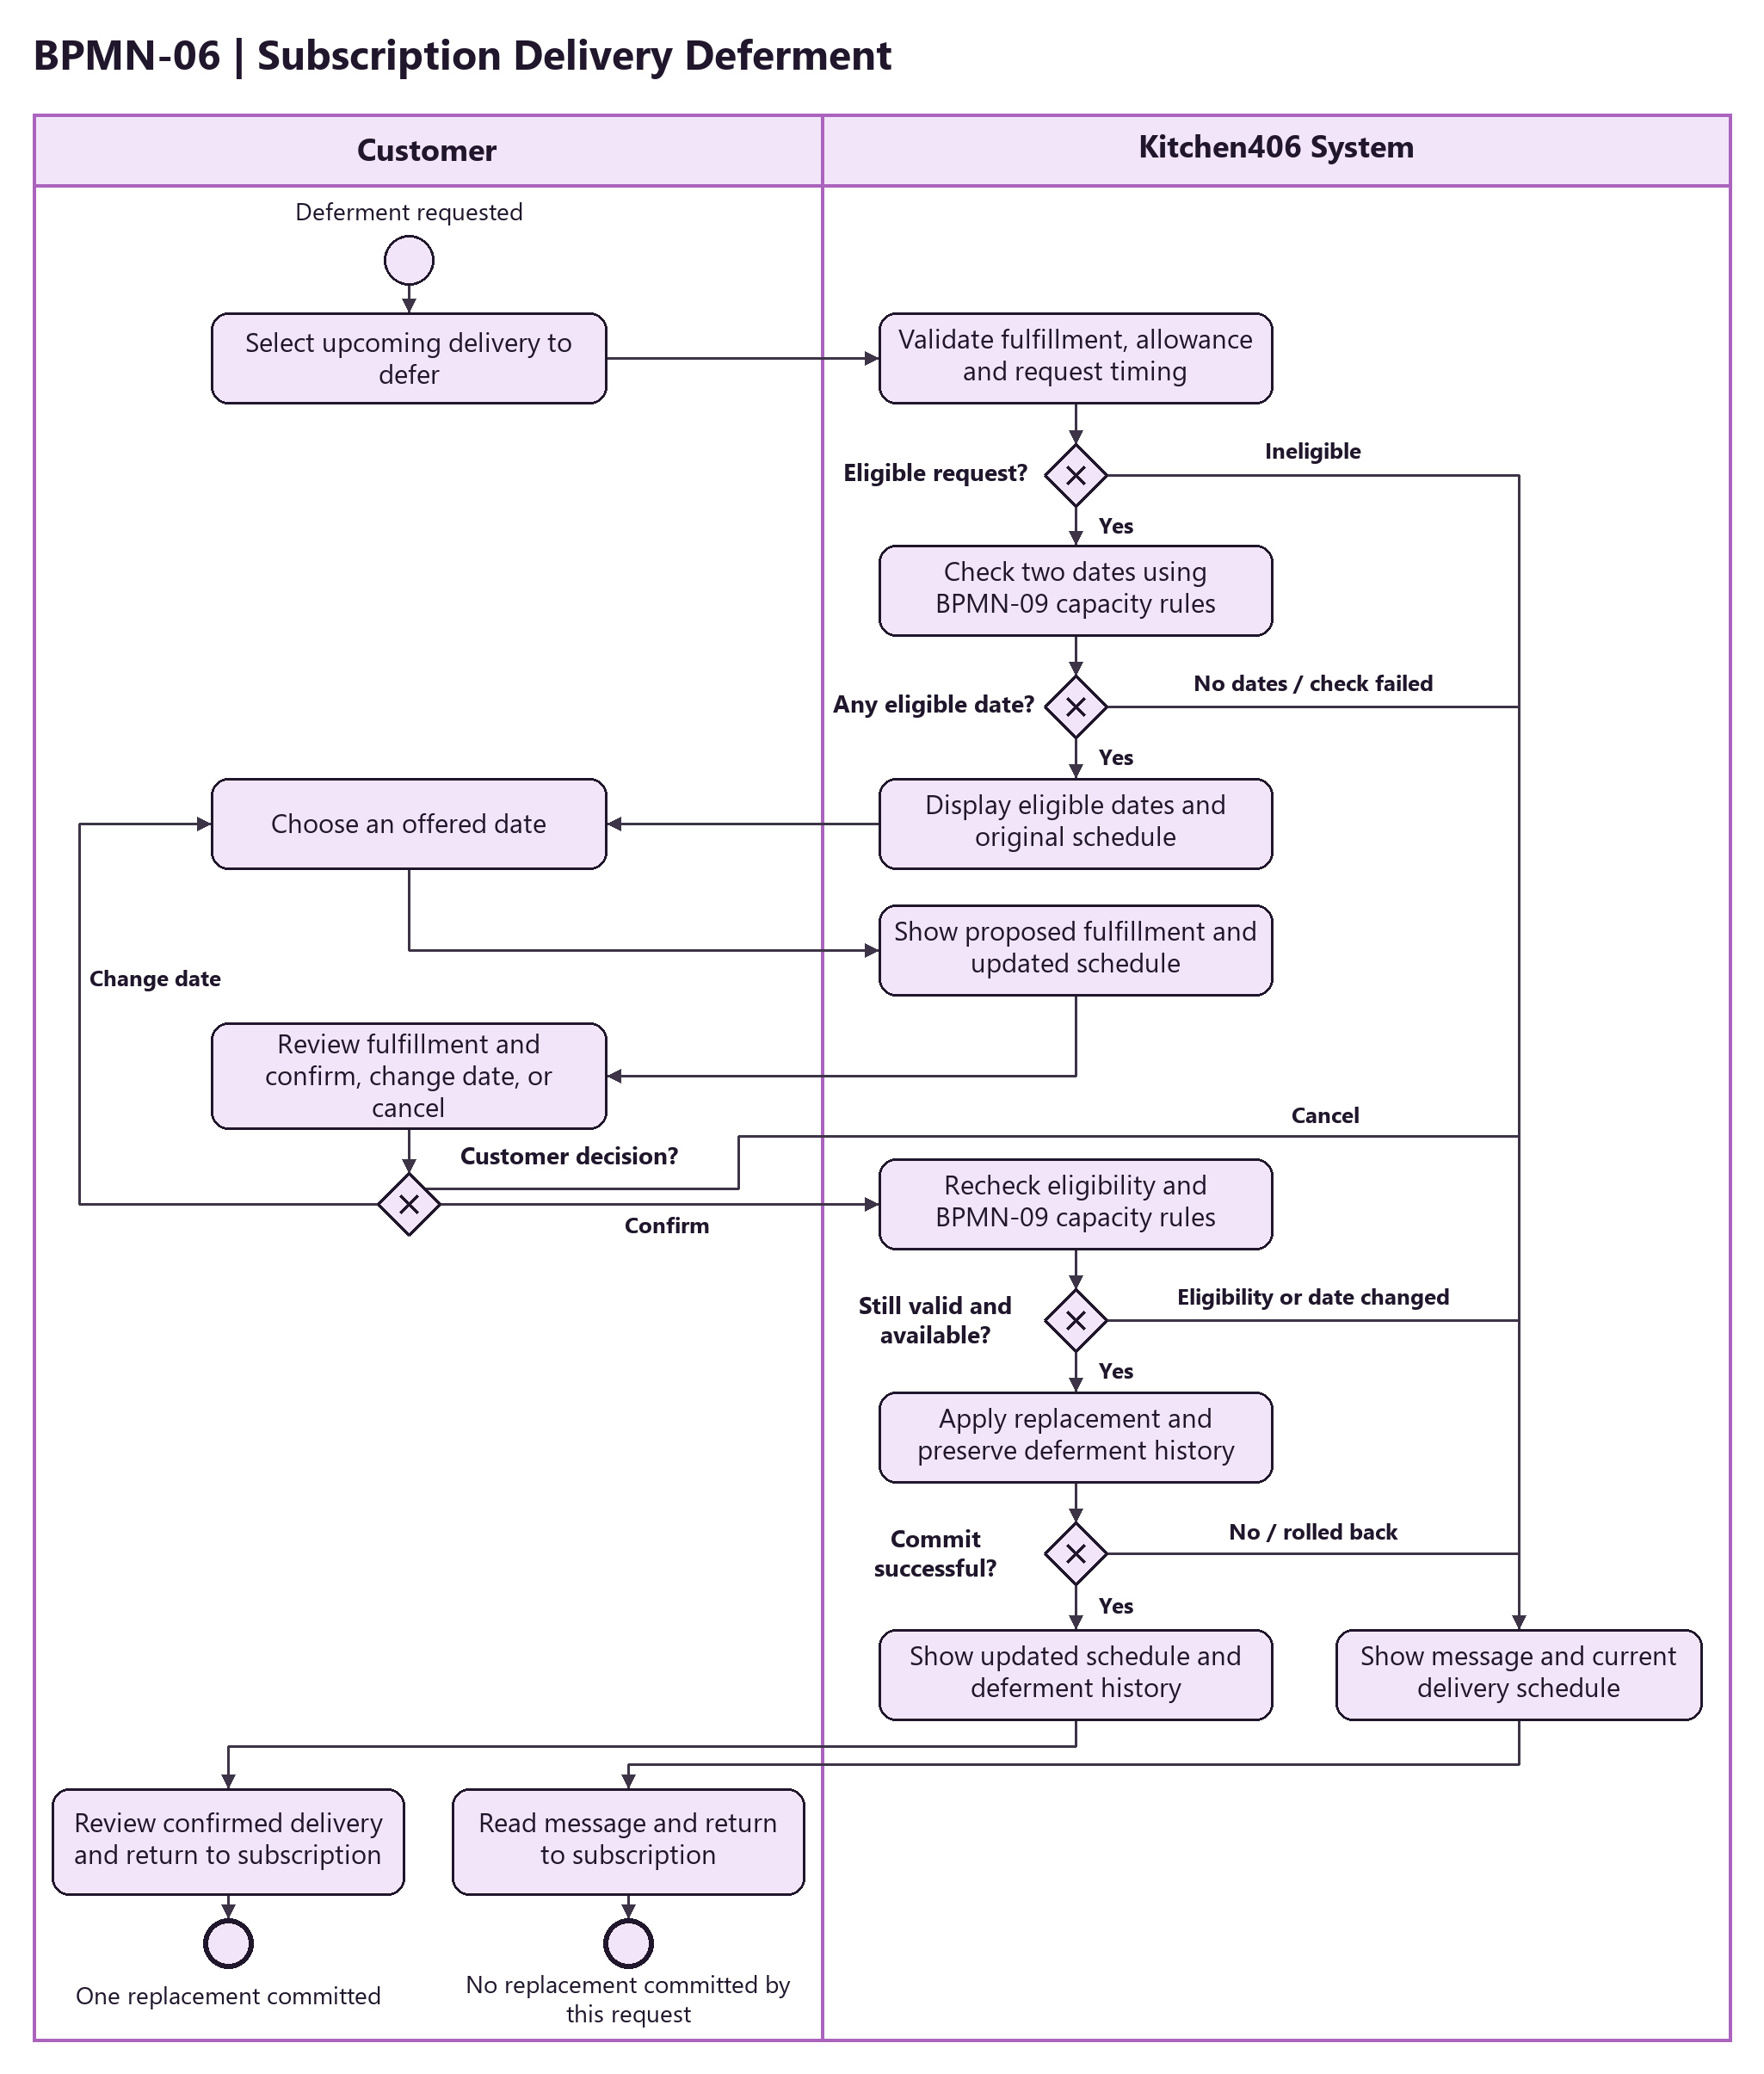 BPMN-06 | Subscription Delivery Deferment
Customer
Kitchen406 System
Deferment requested
Select upcoming delivery to
defer
Validate fulfillment, allowance
and request timing
Eligible request?
Ineligible
Yes
Check two dates using
BPMN-09 capacity rules
Any eligible date?
No dates / check failed
Yes
Choose an offered date
Display eligible dates and
original schedule
Show proposed fulfillment and
updated schedule
Change date
Review fulfillment and
confirm, change date, or
cancel
Cancel
Customer decision?
Confirm
Recheck eligibility and
BPMN-09 capacity rules
Still valid and
available?
Eligibility or date changed
Yes
Apply replacement and
preserve deferment history
Commit
successful?
No / rolled back
Yes
Show updated schedule and
deferment history
Show message and current
delivery schedule
Review confirmed delivery
and return to subscription
Read message and return
to subscription
One replacement committed
No replacement committed by
this request